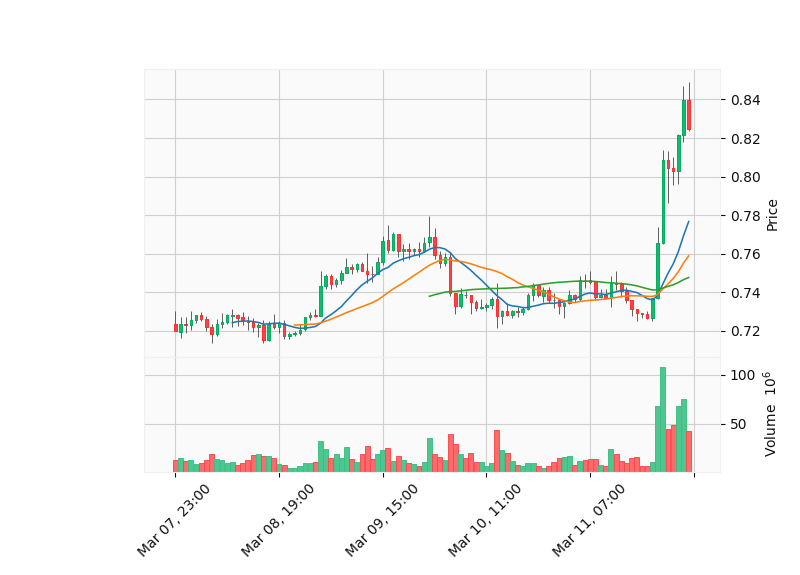 0.84
0.82
0.80
0.78
0.76
0.74
0.72
Price
100
50
Volume 10⁶
Mar 07, 23:00
Mar 08, 19:00
Mar 09, 15:00
Mar 10, 11:00
Mar 11, 07:00